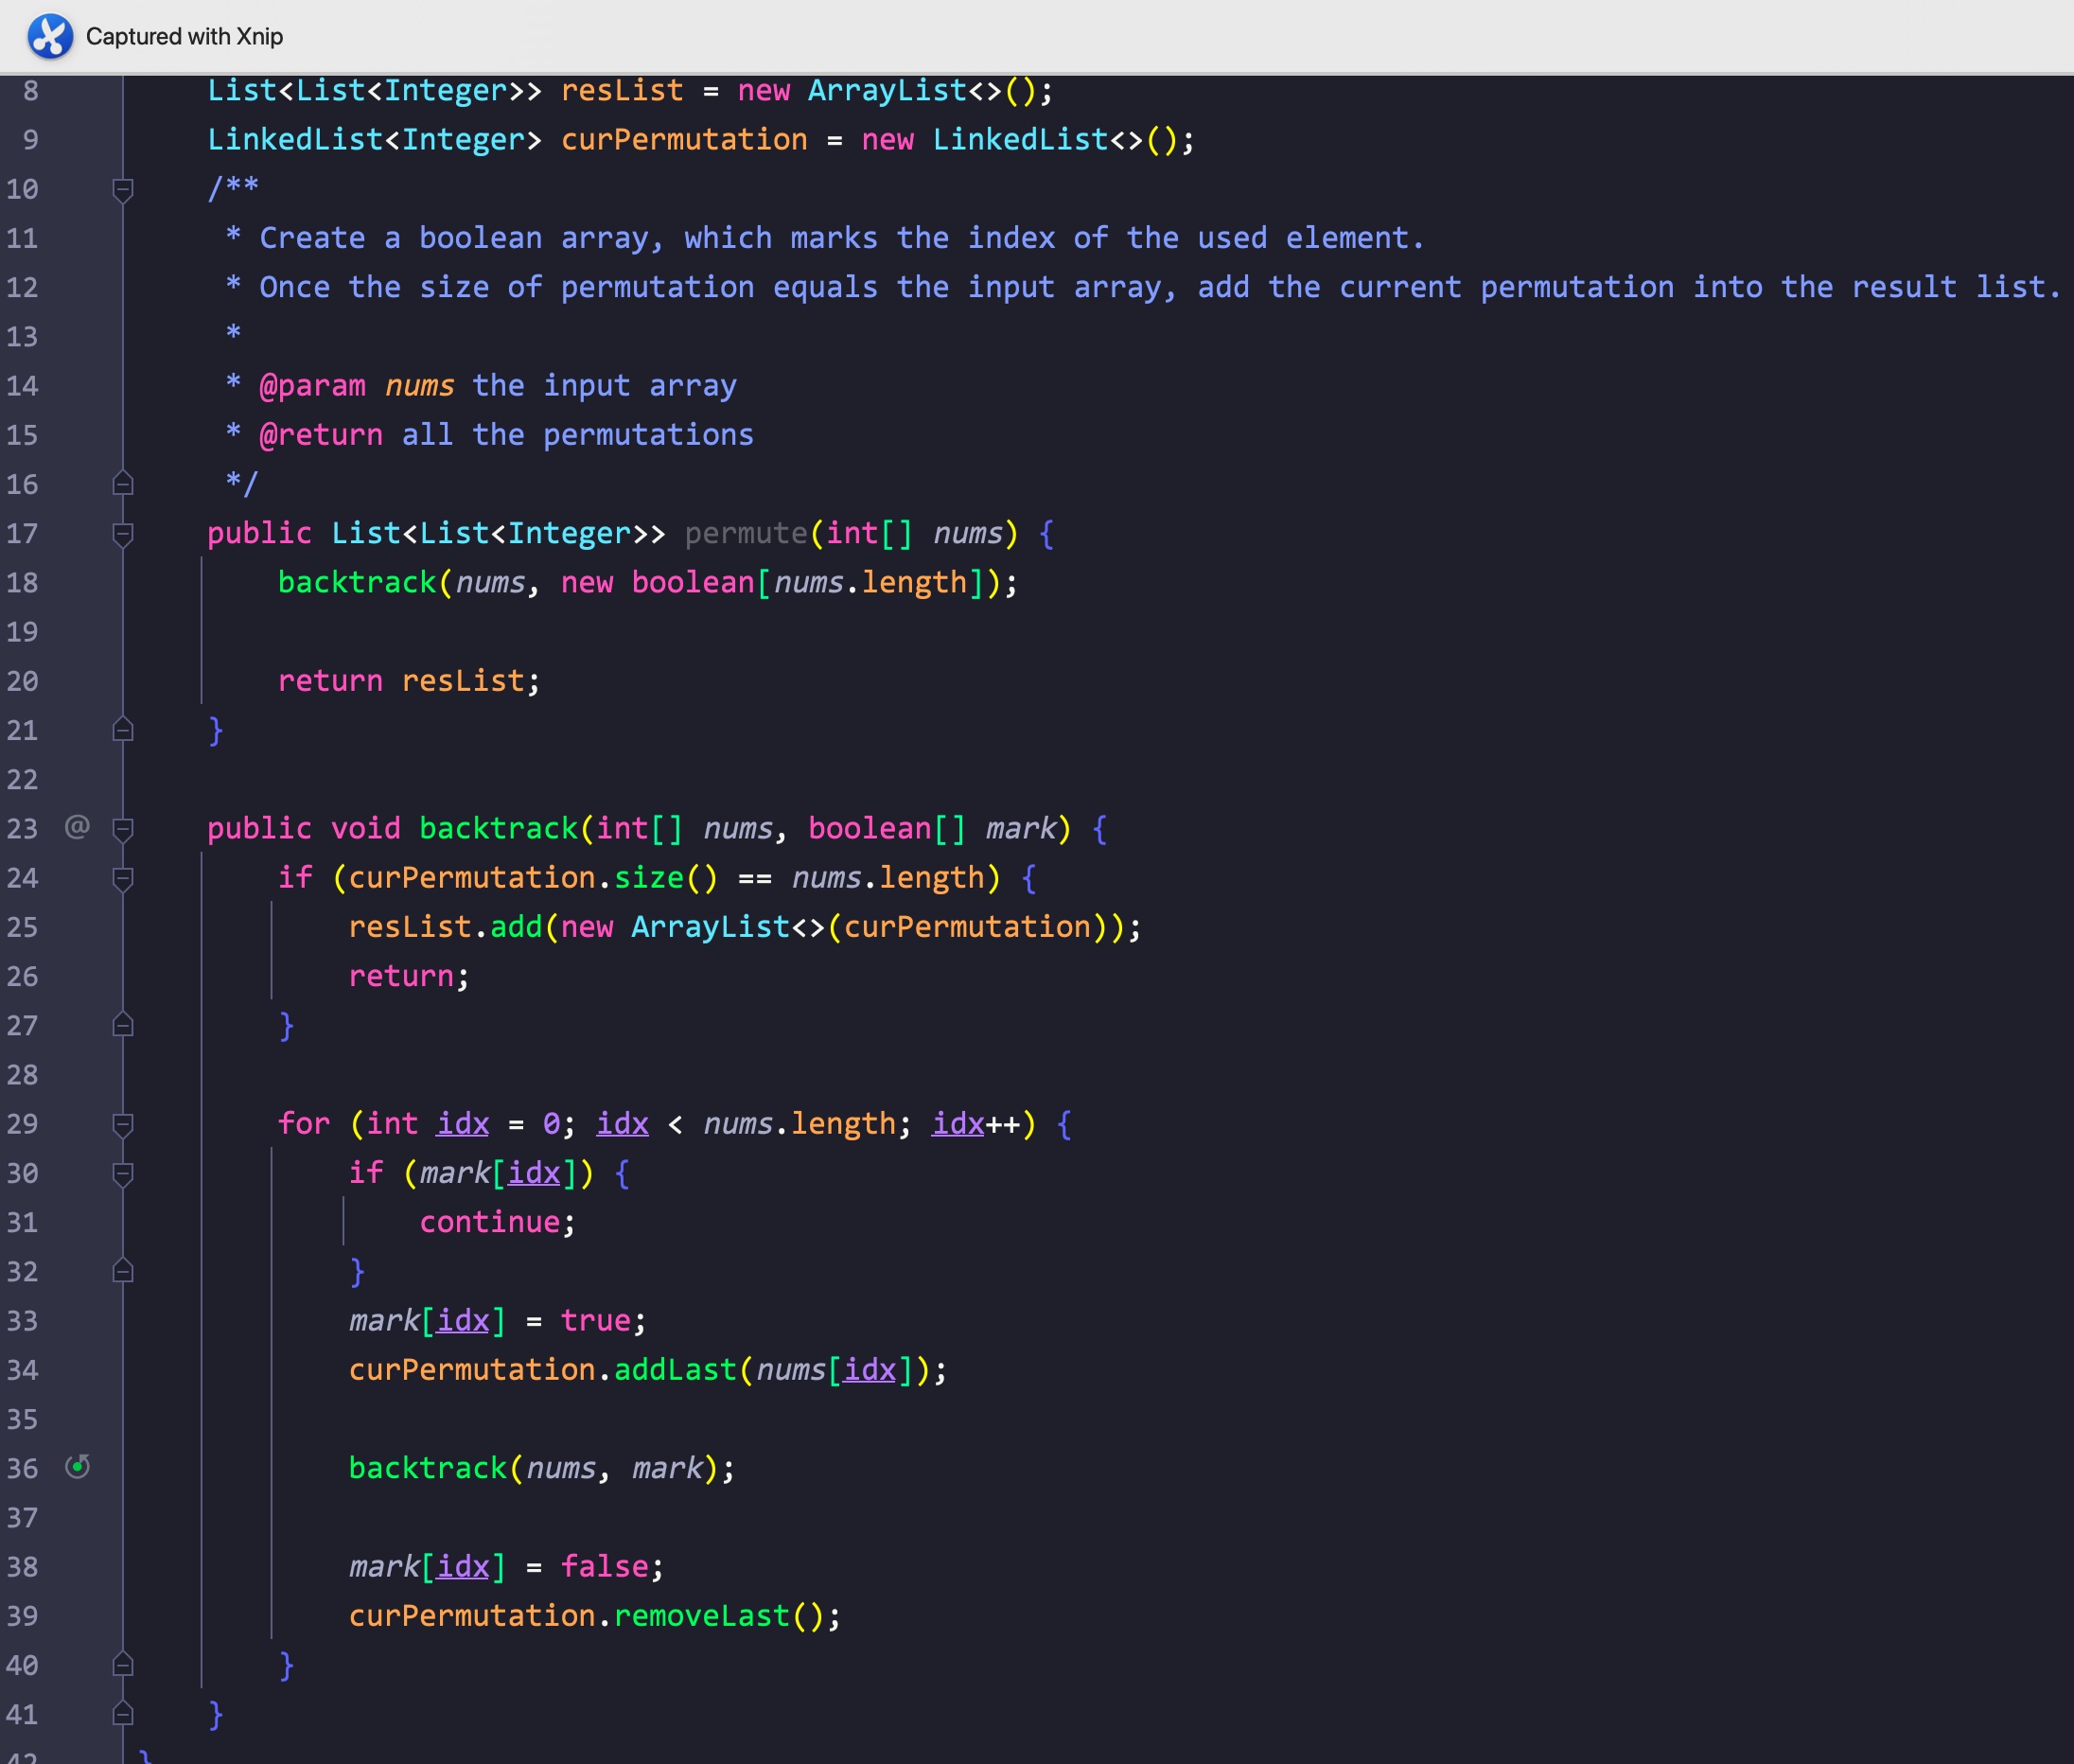 Captured with Xnip
8 List<List<Integer>> resList = new ArrayList<>();
9 LinkedList<Integer> curPermutation = new LinkedList<>();
10 /**
11 * Create a boolean array, which marks the index of the used element.
12 * Once the size of permutation equals the input array, add the current permutation into the result list.
13 *
14 * @param nums the input array
15 * @return all the permutations
16 */
17 public List<List<Integer>> permute(int[] nums) {
18 backtrack(nums, new boolean[nums.length]);
19
20 return resList;
21 }
22
23 @ public void backtrack(int[] nums, boolean[] mark) {
24 if (curPermutation.size() == nums.length) {
25 resList.add(new ArrayList<>(curPermutation));
26 return;
27 }
28
29 for (int idx = 0; idx < nums.length; idx++) {
30 if (mark[idx]) {
31 continue;
32 }
33 mark[idx] = true;
34 curPermutation.addLast(nums[idx]);
35
36 backtrack(nums, mark);
37
38 mark[idx] = false;
39 curPermutation.removeLast();
40 }
41 }
42 }